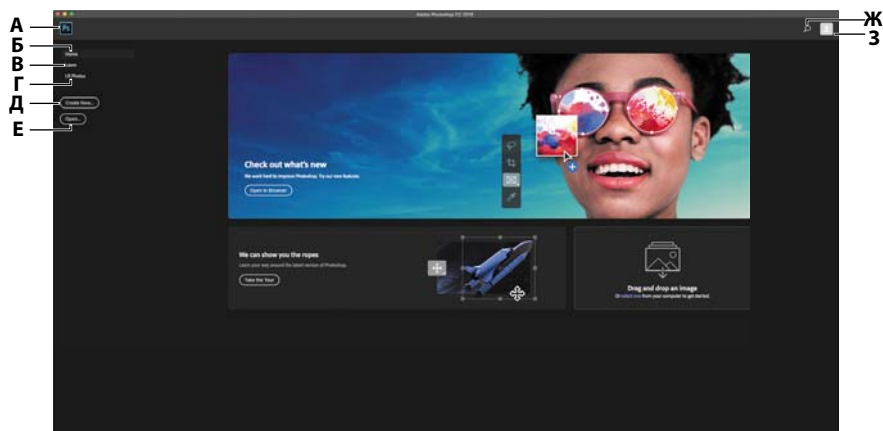 Adobe Photoshop CC 2019
А
Ps
Ж
З
Б
Home
В
Learn
Г
LR Photos
Д
Create New...
Е
Open...
Check out what's new
We work hard to improve Photoshop. Try our new features.
Open in Browser
We can show you the ropes
Learn your way around the latest version of Photoshop.
Take the Tour
Drag and drop an image
Or select one from your computer to get started.